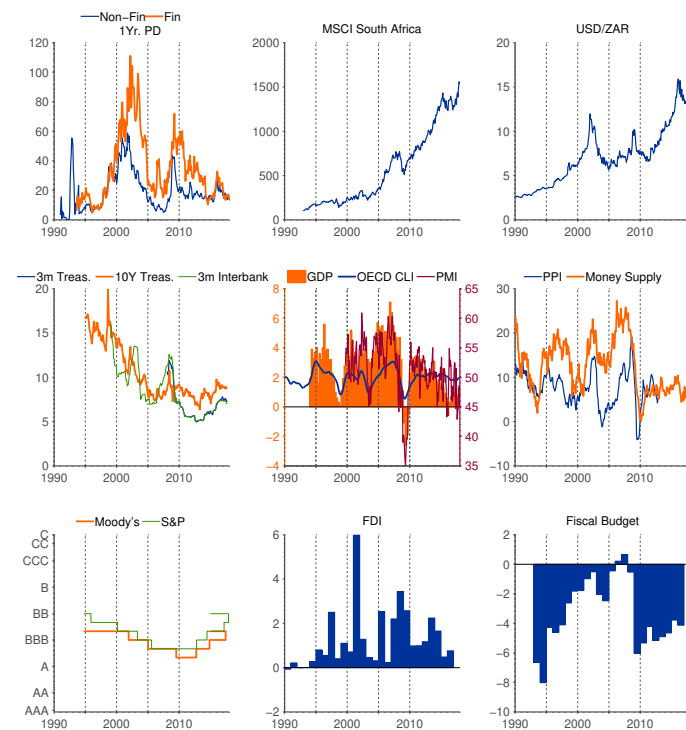 Non-Fin Fin
1Yr. PD
120
100
80
60
40
20
0
1990 2000 2010
MSCI South Africa
2000
1500
1000
500
0
1990 2000 2010
USD/ZAR
20
15
10
5
0
1990 2000 2010
3m Treas. 10Y Treas. 3m Interbank
20
15
10
5
0
1990 2000 2010
GDP OECD CLI PMI
8
6
4
2
0
−2
−4
65
60
55
50
45
40
35
1990 2000 2010
PPI Money Supply
30
20
10
0
−10
1990 2000 2010
Moody's S&P
C
CC
CCC
B
BB
BBB
A
AA
AAA
1990 2000 2010
FDI
6
4
2
0
−2
1990 2000 2010
Fiscal Budget
2
0
−2
−4
−6
−8
−10
1990 2000 2010